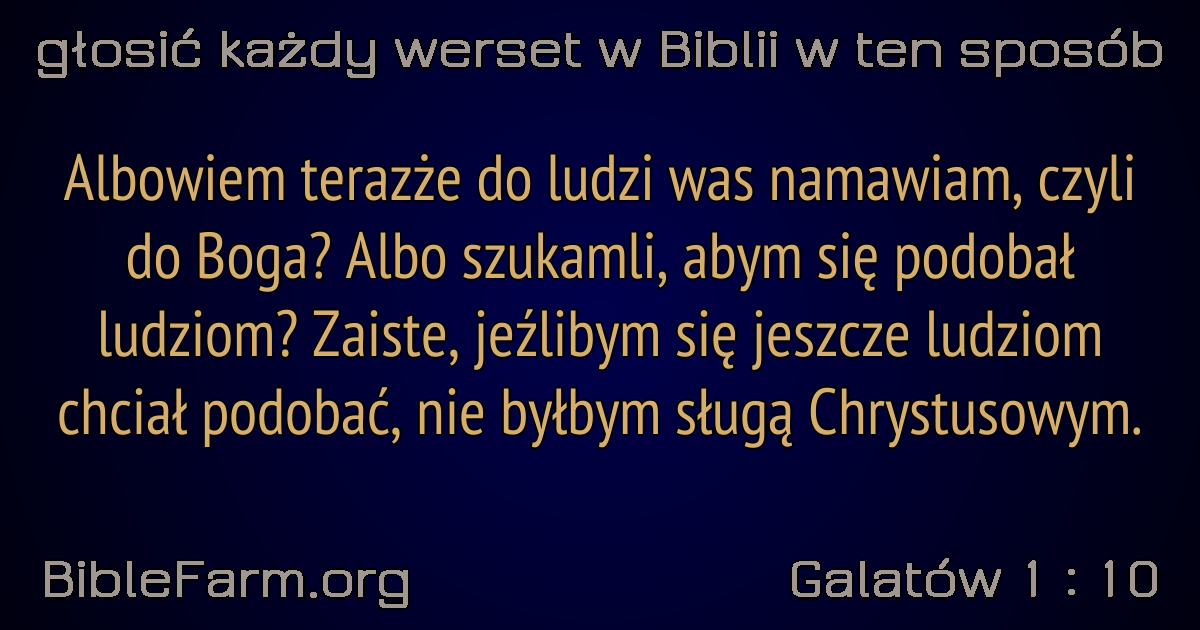 głosić każdy werset w Biblii w ten sposób
Albowiem terazże do ludzi was namawiam, czyli
do Boga? Albo szukamli, abym się podobał
ludziom? Zaiste, jeźlibym się jeszcze ludziom
chciał podobać, nie byłbym sługą Chrystusowym.
BibleFarm.org
Galatów 1 : 10